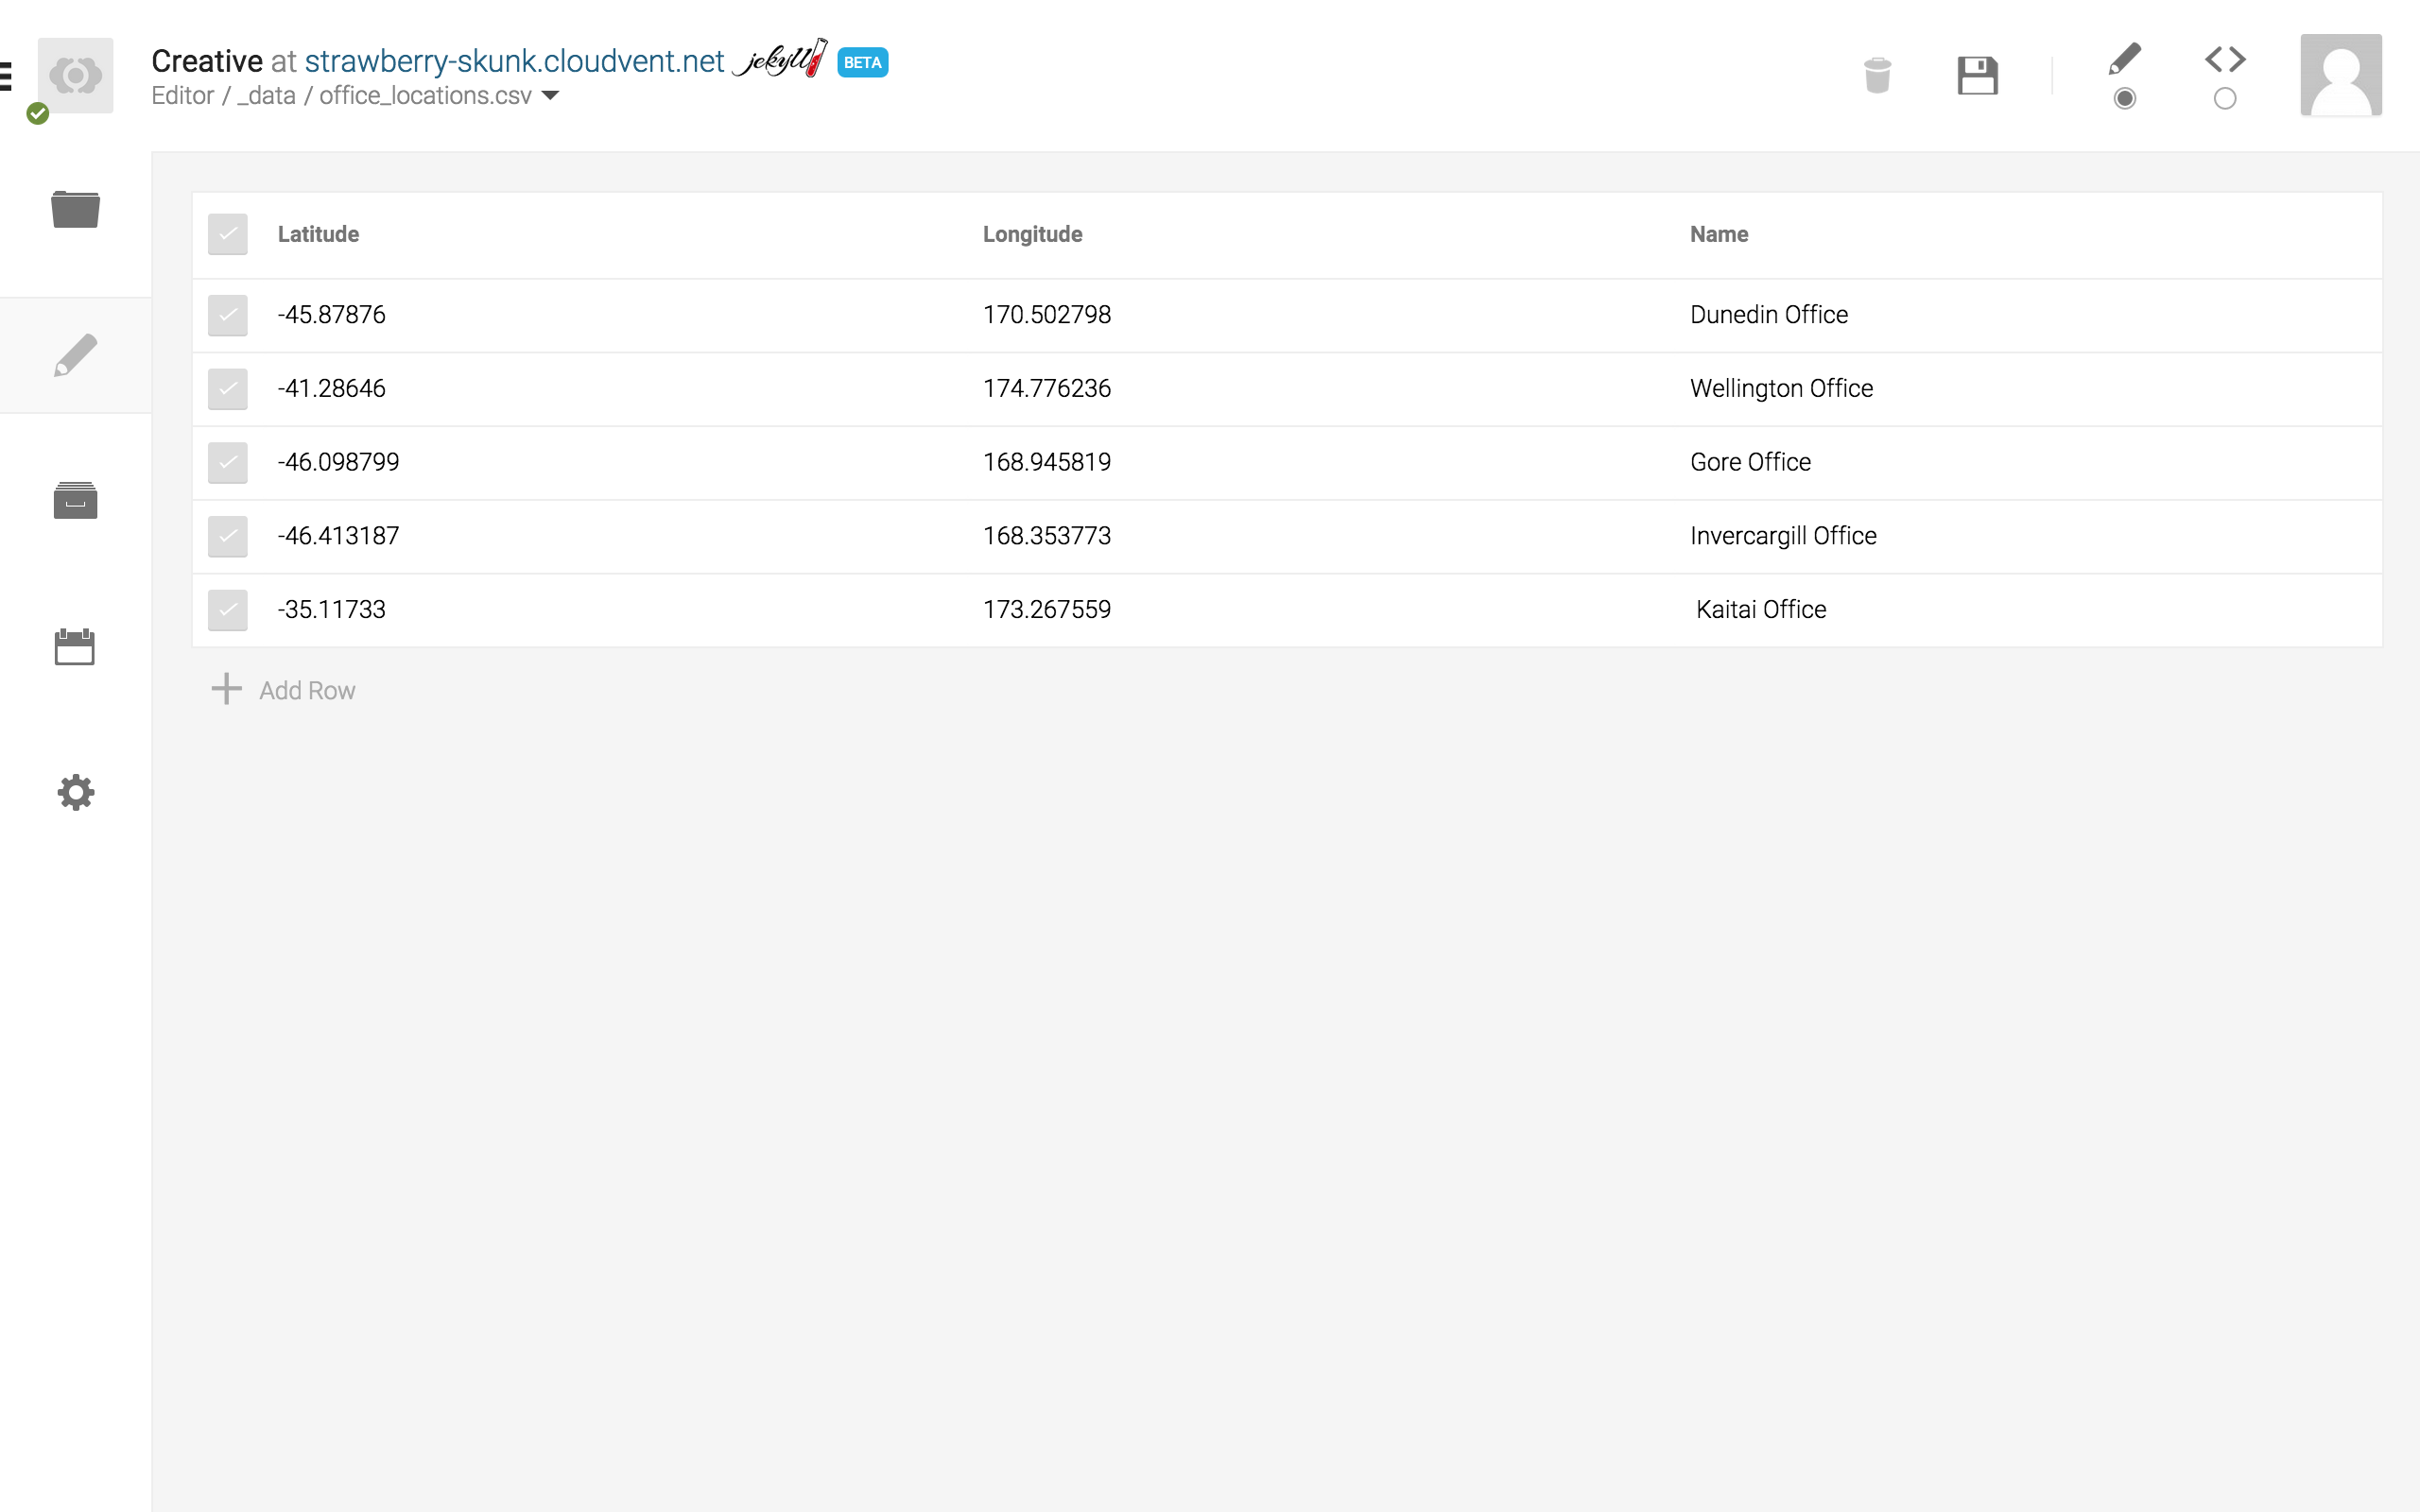 Creative at strawberry-skunk.cloudvent.net jekyll BETA
Editor / _data / office_locations.csv
Latitude Longitude Name
-45.87876 170.502798 Dunedin Office
-41.28646 174.776236 Wellington Office
-46.098799 168.945819 Gore Office
-46.413187 168.353773 Invercargill Office
-35.11733 173.267559 Kaitai Office
Add Row